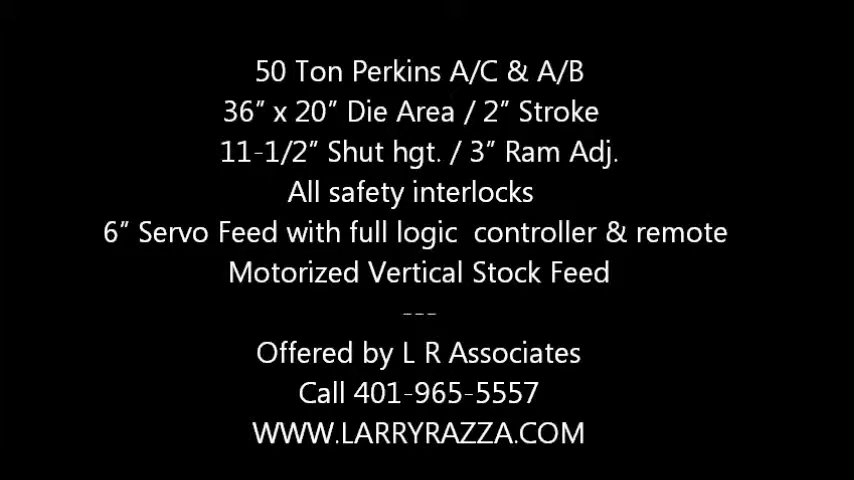 50 Ton Perkins A/C & A/B
36” x 20” Die Area / 2” Stroke
11-1/2” Shut hgt. / 3” Ram Adj.
All safety interlocks
6” Servo Feed with full logic  controller & remote
Motorized Vertical Stock Feed
---
Offered by L R Associates
Call 401-965-5557
WWW.LARRYRAZZA.COM